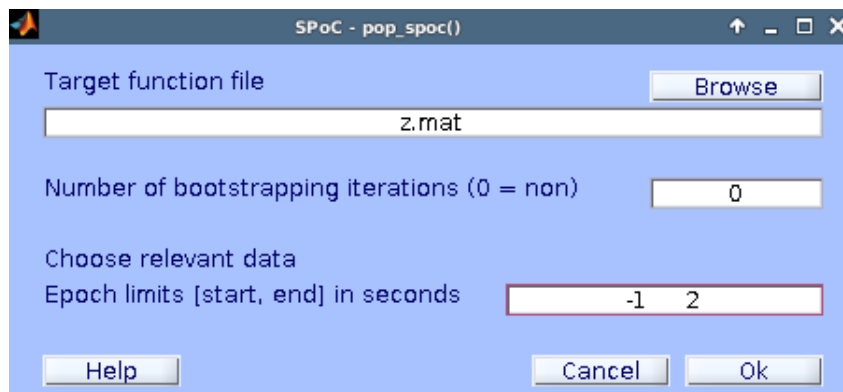 SPoC - pop_spoc()
Target function file
Browse
z.mat
Number of bootstrapping iterations (0 = non)
0
Choose relevant data
Epoch limits [start, end] in seconds
-1 2
Help
Cancel
Ok